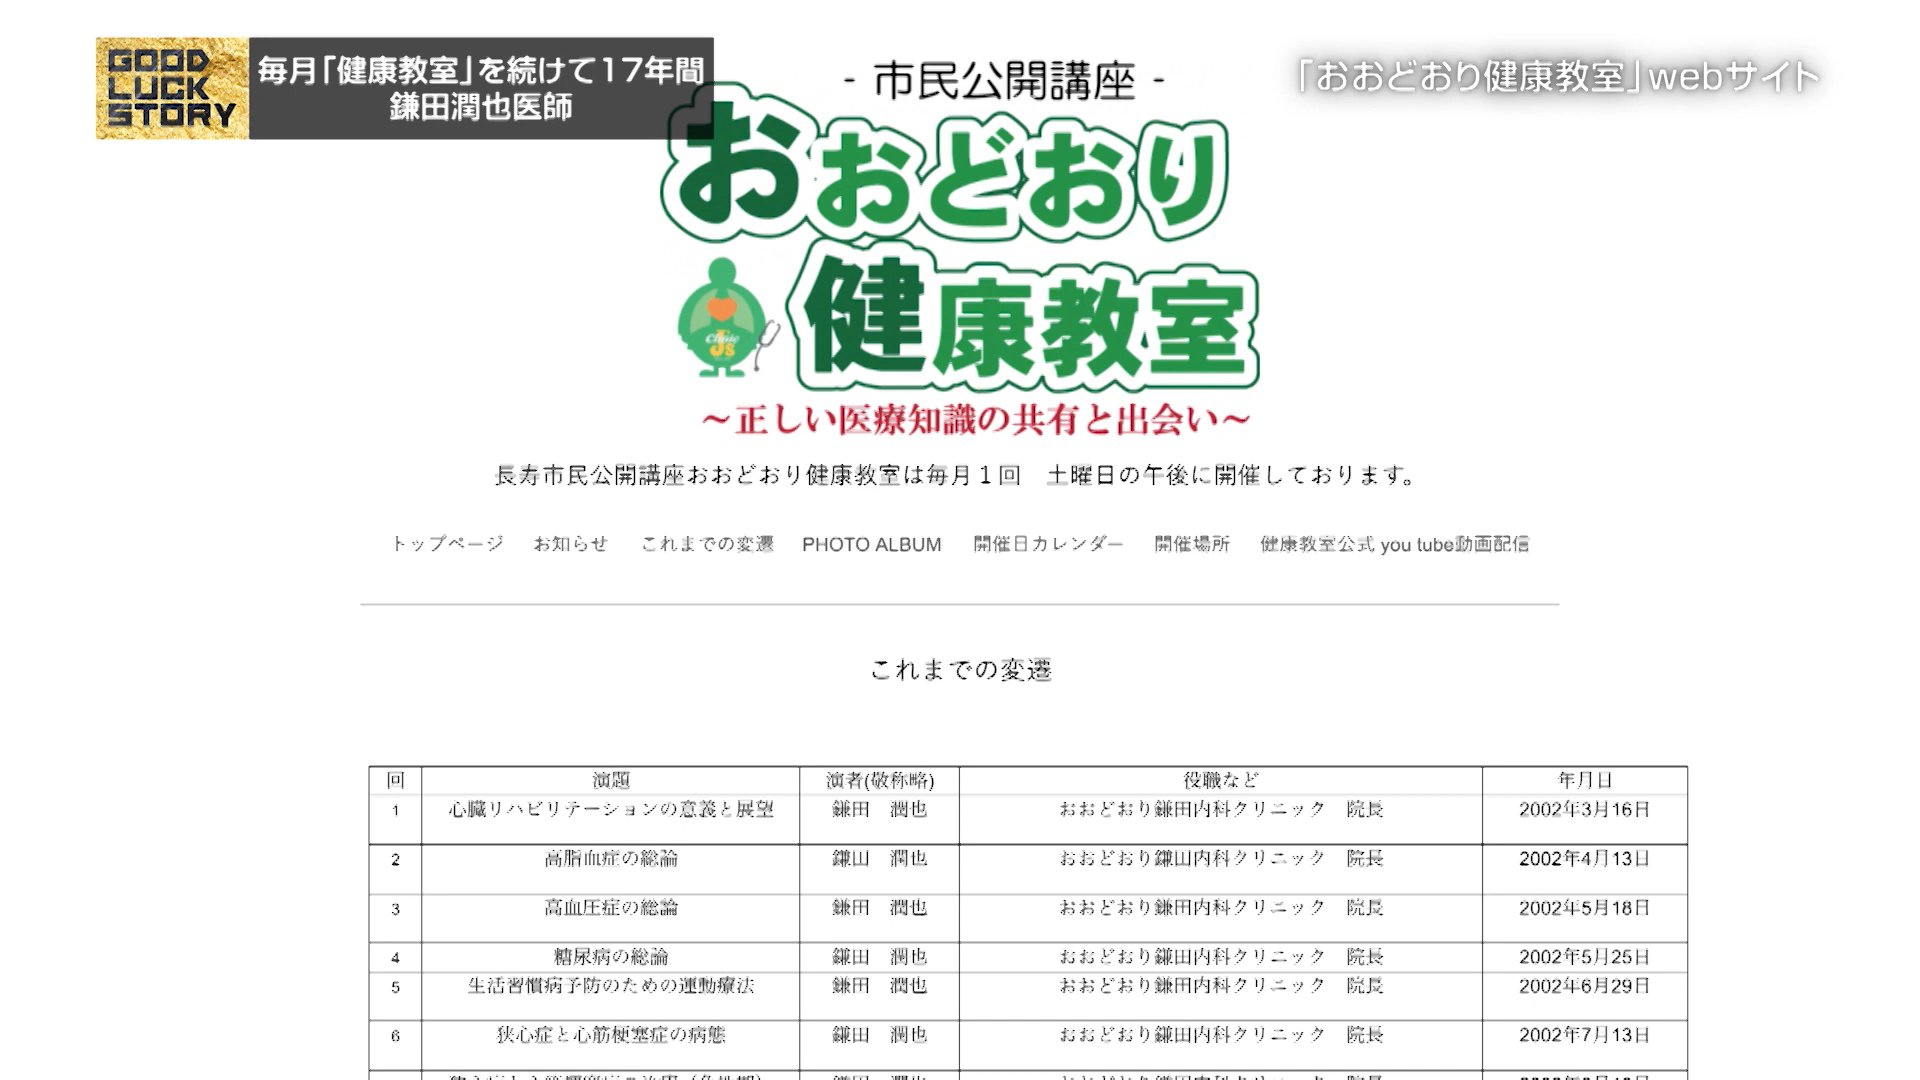 GOOD
LUCK
STORY
毎月「健康教室」を続けて17年間
鎌田潤也医師
「おおどおり健康教室」webサイト
- 市民公開講座 -
おおどおり
健康教室
Clinic
Js
～正しい医療知識の共有と出会い～
長寿市民公開講座おおどおり健康教室は毎月１回　土曜日の午後に開催しております。
トップページ　お知らせ　これまでの変遷　PHOTO ALBUM　開催日カレンダー　開催場所　健康教室公式 you tube動画配信
これまでの変遷
回　演題　演者(敬称略)　役職など　年月日
1　心臓リハビリテーションの意義と展望　鎌田　潤也　おおどおり鎌田内科クリニック　院長　2002年3月16日
2　高脂血症の総論　鎌田　潤也　おおどおり鎌田内科クリニック　院長　2002年4月13日
3　高血圧症の総論　鎌田　潤也　おおどおり鎌田内科クリニック　院長　2002年5月18日
4　糖尿病の総論　鎌田　潤也　おおどおり鎌田内科クリニック　院長　2002年5月25日
5　生活習慣病予防のための運動療法　鎌田　潤也　おおどおり鎌田内科クリニック　院長　2002年6月29日
6　狭心症と心筋梗塞症の病態　鎌田　潤也　おおどおり鎌田内科クリニック　院長　2002年7月13日